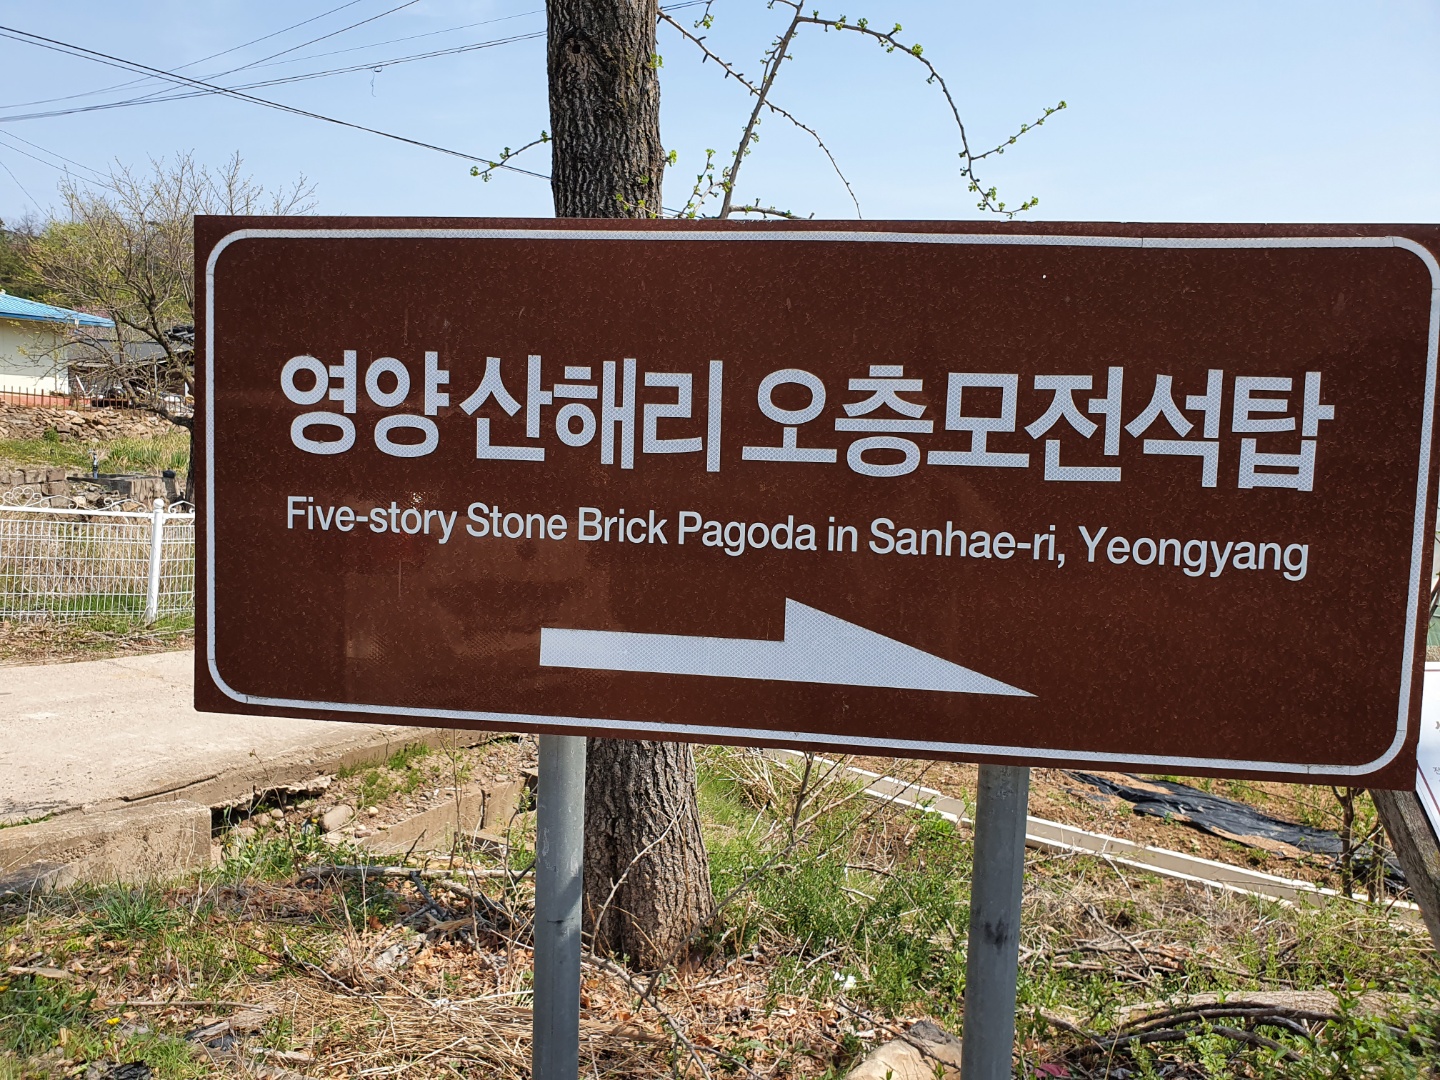 영양 산해리 오층모전석탑
Five-story Stone Brick Pagoda in Sanhae-ri, Yeongyang